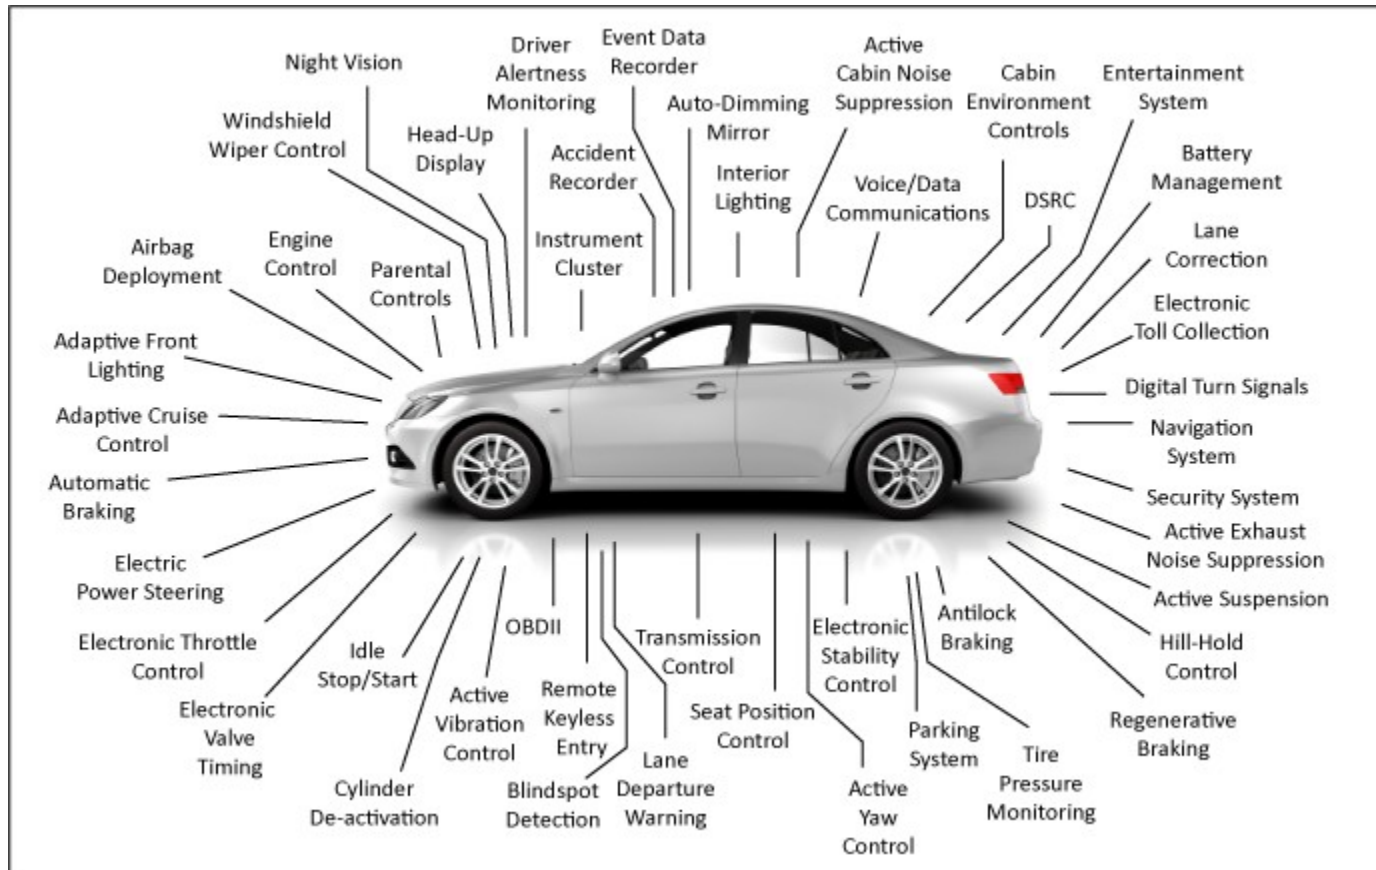 Night Vision
Driver
Alertness
Monitoring
Event Data
Recorder
Active
Cabin Noise
Suppression
Cabin
Environment
Controls
Entertainment
System
Windshield
Wiper Control
Head-Up
Display
Accident
Recorder
Auto-Dimming
Mirror
Interior
Lighting
Voice/Data
Communications
DSRC
Battery
Management
Airbag
Deployment
Engine
Control
Parental
Controls
Instrument
Cluster
Lane
Correction
Electronic
Toll Collection
Adaptive Front
Lighting
Digital Turn Signals
Adaptive Cruise
Control
Navigation
System
Automatic
Braking
Security System
Active Exhaust
Noise Suppression
Electric
Power Steering
Active Suspension
Electronic Throttle
Control
Idle
Stop/Start
OBDII
Transmission
Control
Electronic
Stability
Control
Antilock
Braking
Hill-Hold
Control
Electronic
Valve
Timing
Active
Vibration
Control
Remote
Keyless
Entry
Seat Position
Control
Parking
System
Regenerative
Braking
Cylinder
De-activation
Blindspot
Detection
Lane
Departure
Warning
Active
Yaw
Control
Tire
Pressure
Monitoring